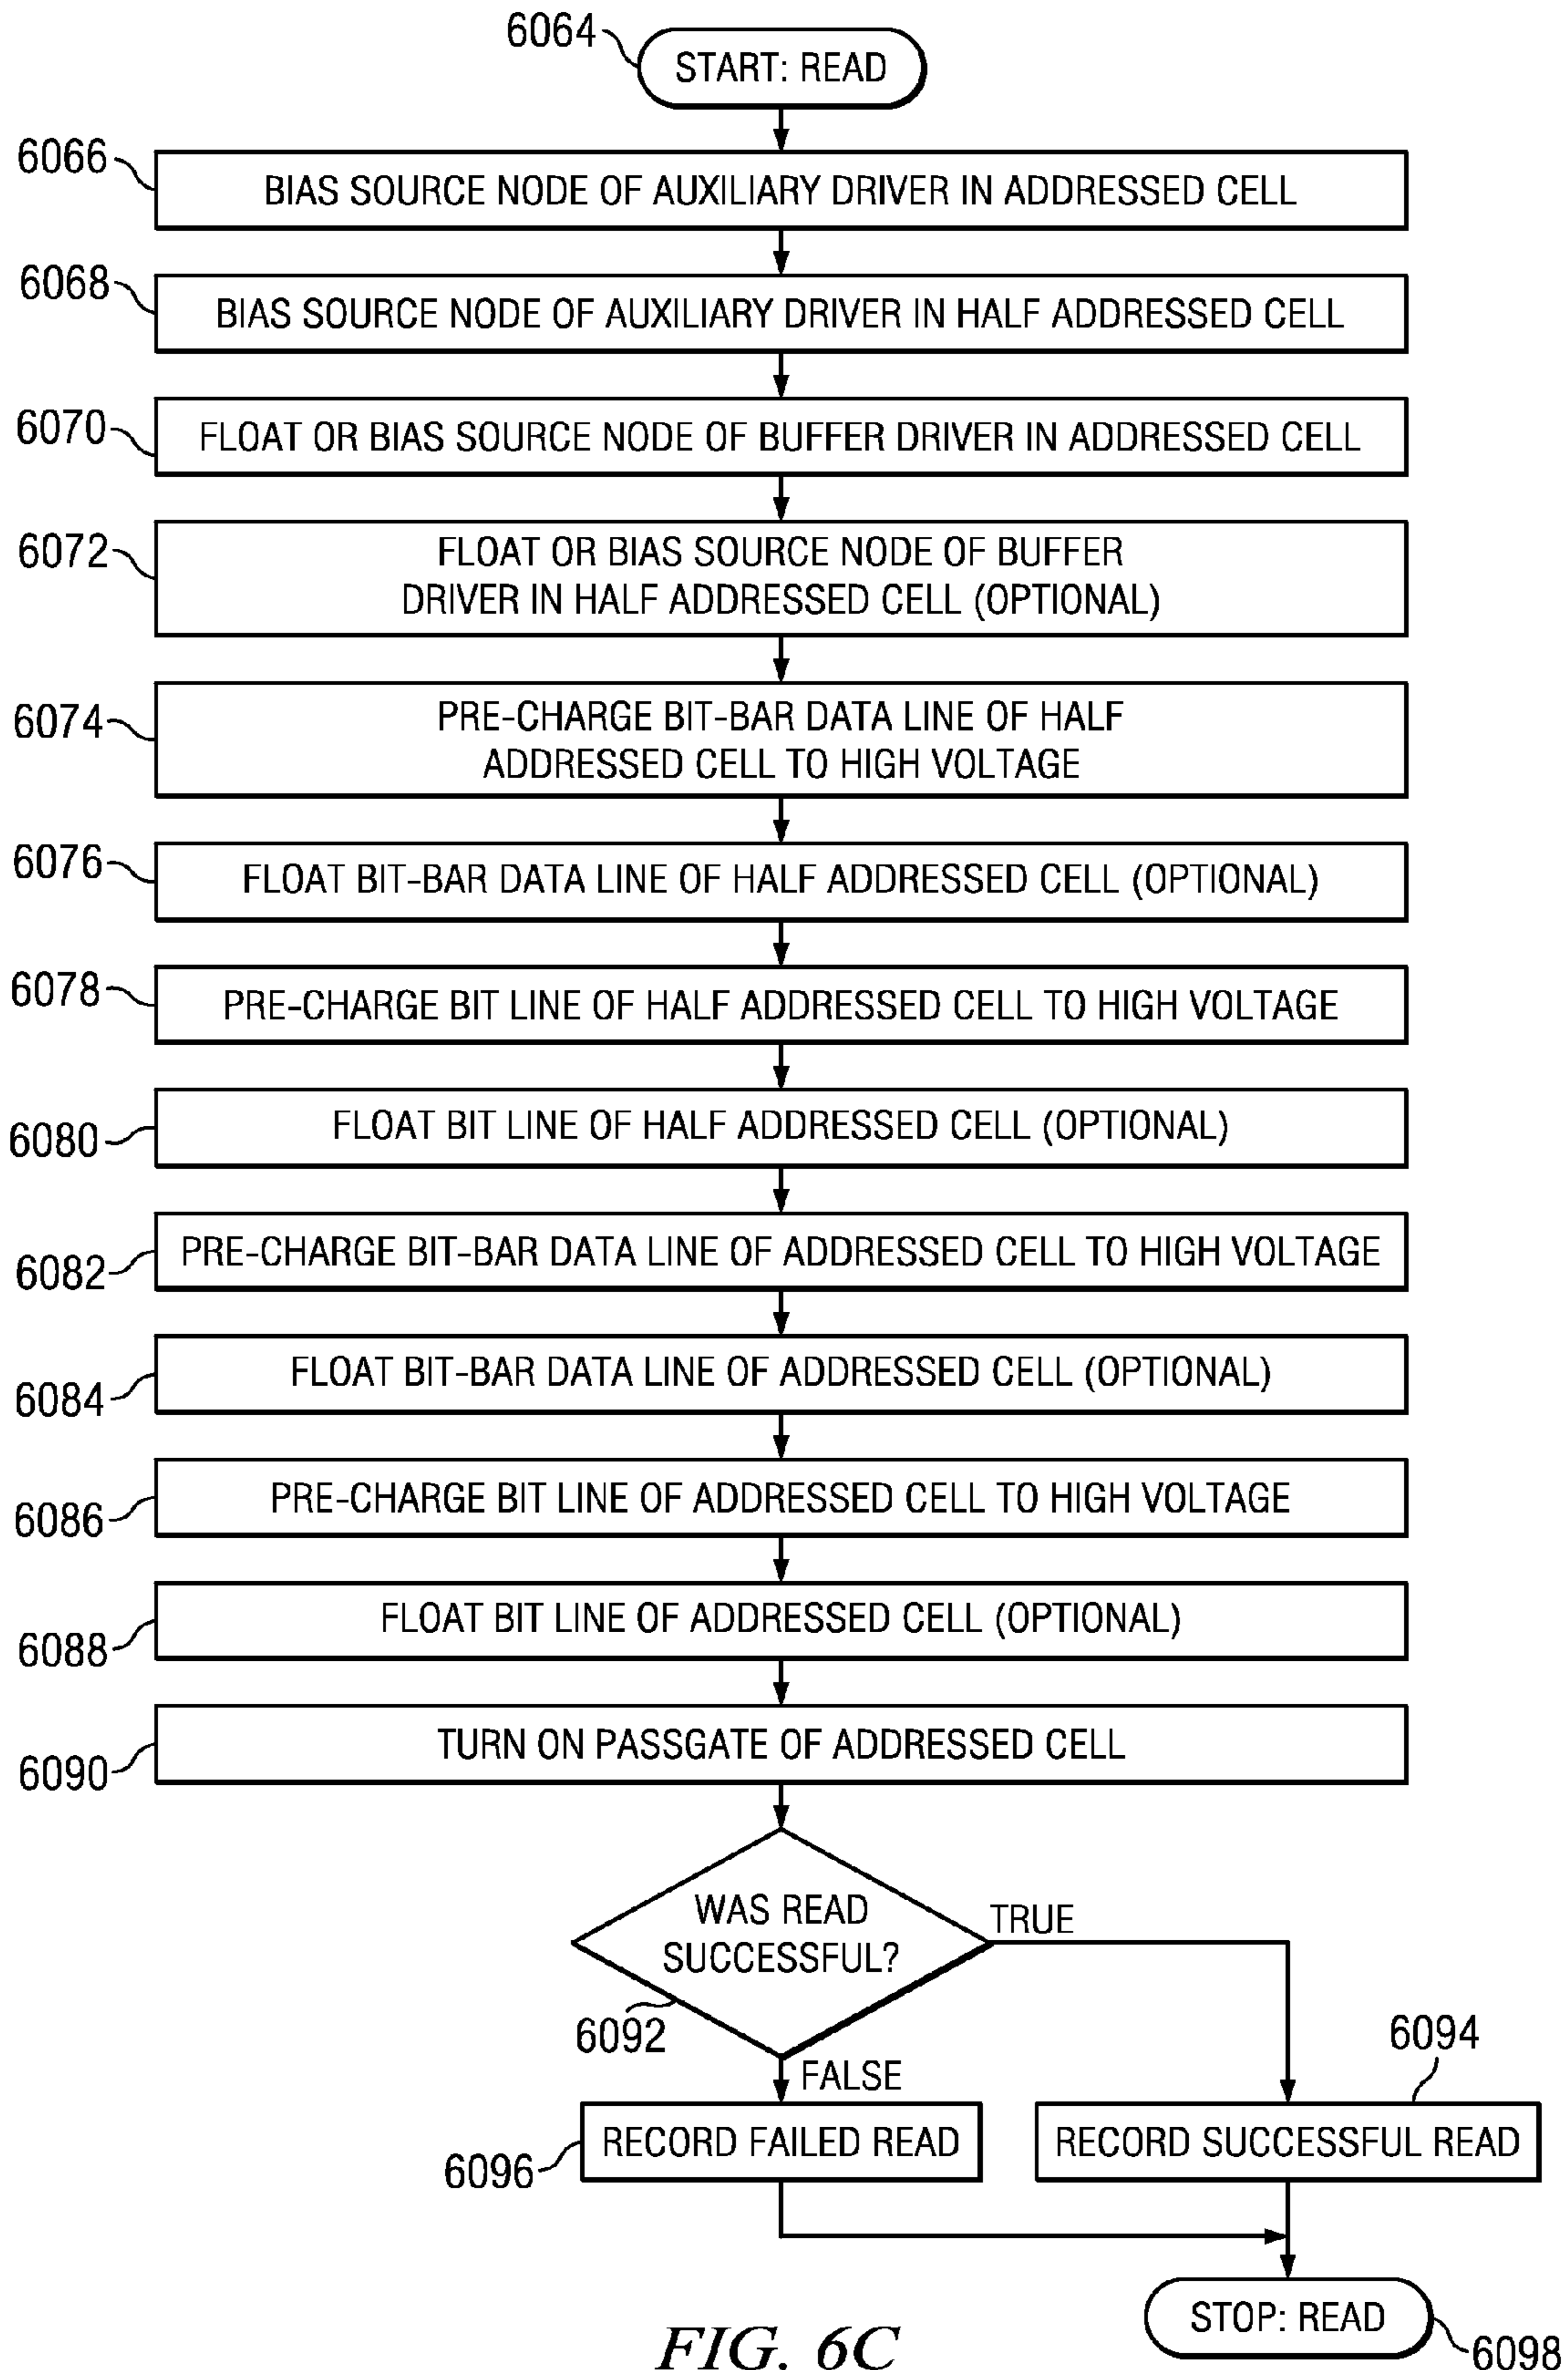 6064
START: READ
6066
BIAS SOURCE NODE OF AUXILIARY DRIVER IN ADDRESSED CELL
6068
BIAS SOURCE NODE OF AUXILIARY DRIVER IN HALF ADDRESSED CELL
6070
FLOAT OR BIAS SOURCE NODE OF BUFFER DRIVER IN ADDRESSED CELL
6072
FLOAT OR BIAS SOURCE NODE OF BUFFER
DRIVER IN HALF ADDRESSED CELL (OPTIONAL)
6074
PRE-CHARGE BIT-BAR DATA LINE OF HALF
ADDRESSED CELL TO HIGH VOLTAGE
6076
FLOAT BIT-BAR DATA LINE OF HALF ADDRESSED CELL (OPTIONAL)
6078
PRE-CHARGE BIT LINE OF HALF ADDRESSED CELL TO HIGH VOLTAGE
6080
FLOAT BIT LINE OF HALF ADDRESSED CELL (OPTIONAL)
6082
PRE-CHARGE BIT-BAR DATA LINE OF ADDRESSED CELL TO HIGH VOLTAGE
6084
FLOAT BIT-BAR DATA LINE OF ADDRESSED CELL (OPTIONAL)
6086
PRE-CHARGE BIT LINE OF ADDRESSED CELL TO HIGH VOLTAGE
6088
FLOAT BIT LINE OF ADDRESSED CELL (OPTIONAL)
6090
TURN ON PASSGATE OF ADDRESSED CELL
WAS READ
SUCCESSFUL?
TRUE
6092
6094
FALSE
RECORD FAILED READ
RECORD SUCCESSFUL READ
6096
STOP: READ
6098
FIG. 6C